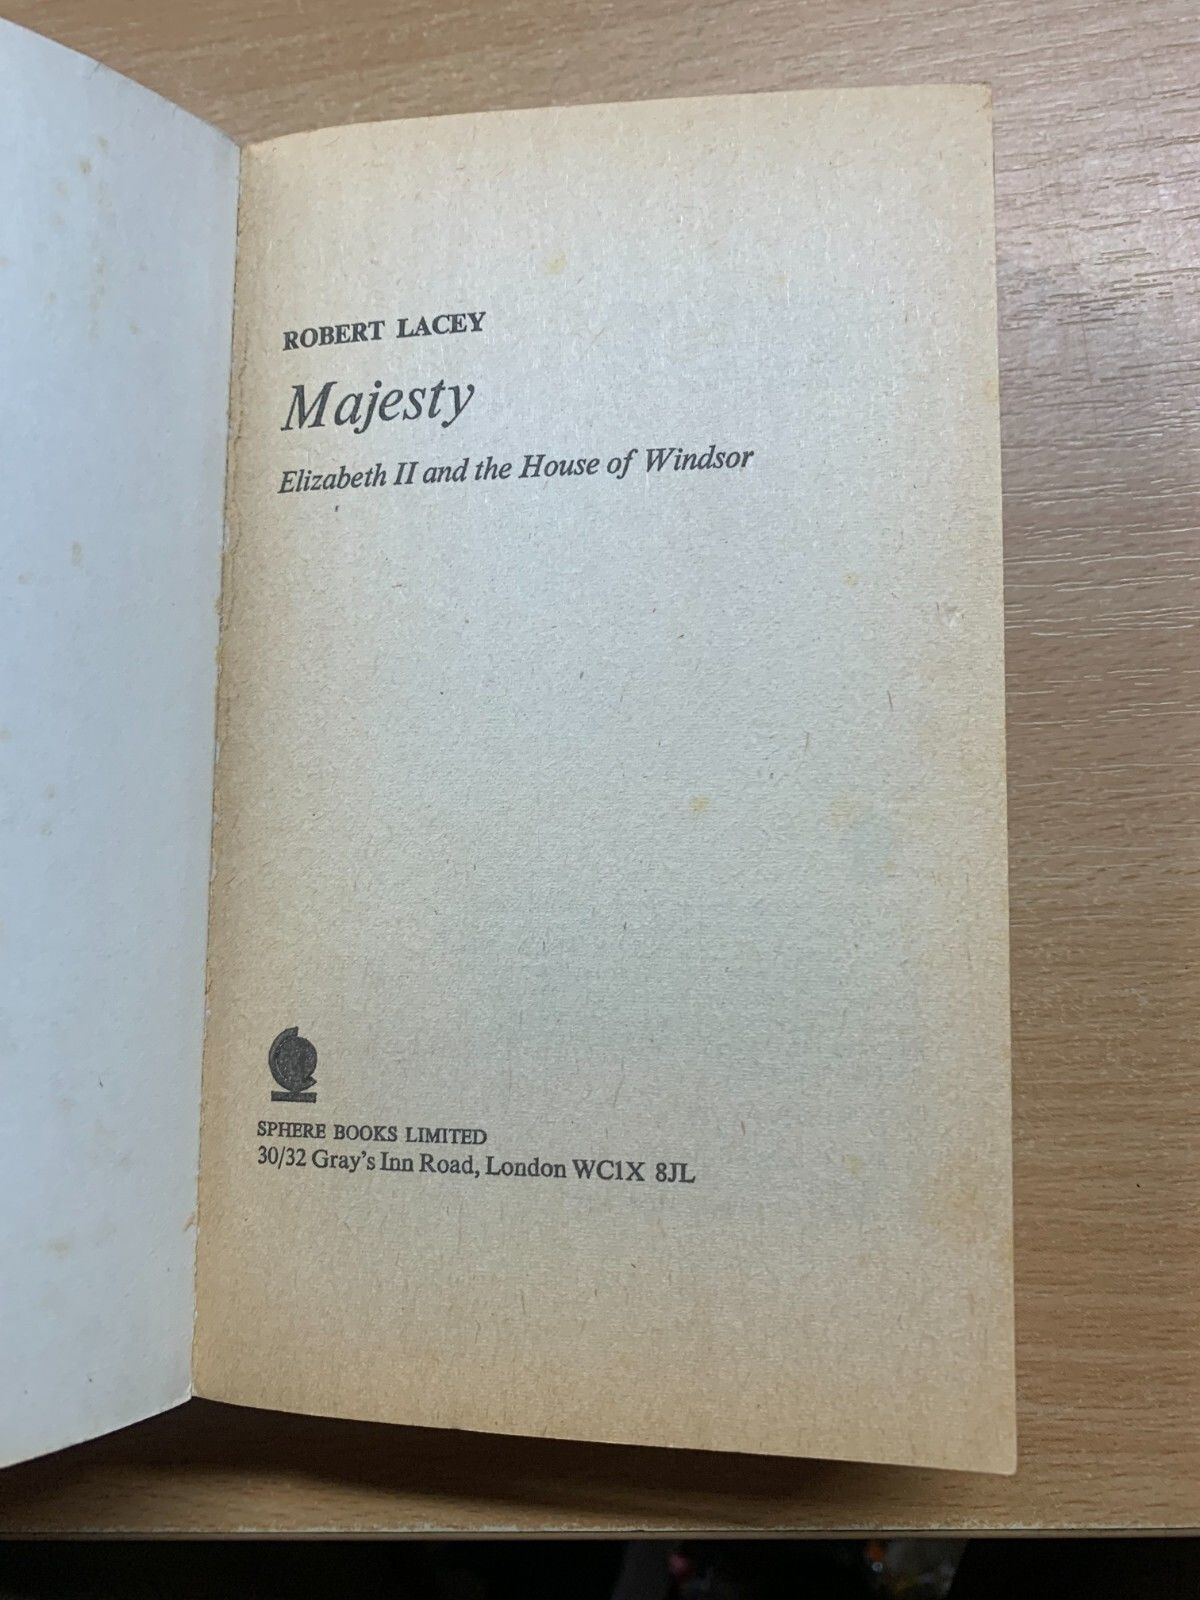 ROBERT LACEY
Majesty
Elizabeth II and the House of Windsor
SPHERE BOOKS LIMITED
30/32 Gray's Inn Road, London WC1X 8JL